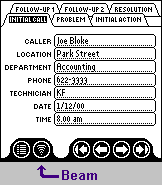 FOLLOW-UP 1 FOLLOW-UP 2 RESOLUTION
INITIAL CALL PROBLEM INITIAL ACTION
CALLER Joe Bloke
LOCATION Park Street
DEPARTMENT Accounting
PHONE 622-3333
TECHNICIAN KF
DATE 1/12/00
TIME 8.00 am
Beam